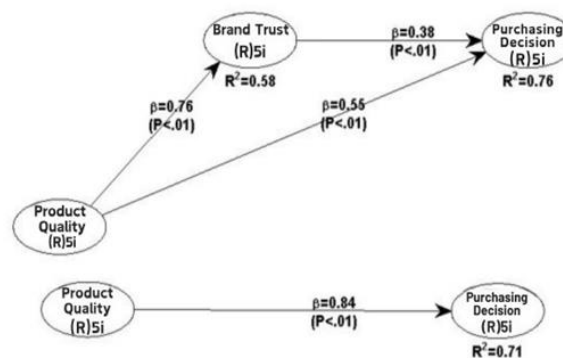 Brand Trust
(R)5i
R²=0.58
β=0.38
(P<.01)
Purchasing
Decision
(R)5i
R²=0.76
β=0.76
(P<.01)
β=0.55
(P<.01)
Product
Quality
(R)5i
Product
Quality
(R)5i
β=0.84
(P<.01)
Purchasing
Decision
(R)5i
R²=0.71